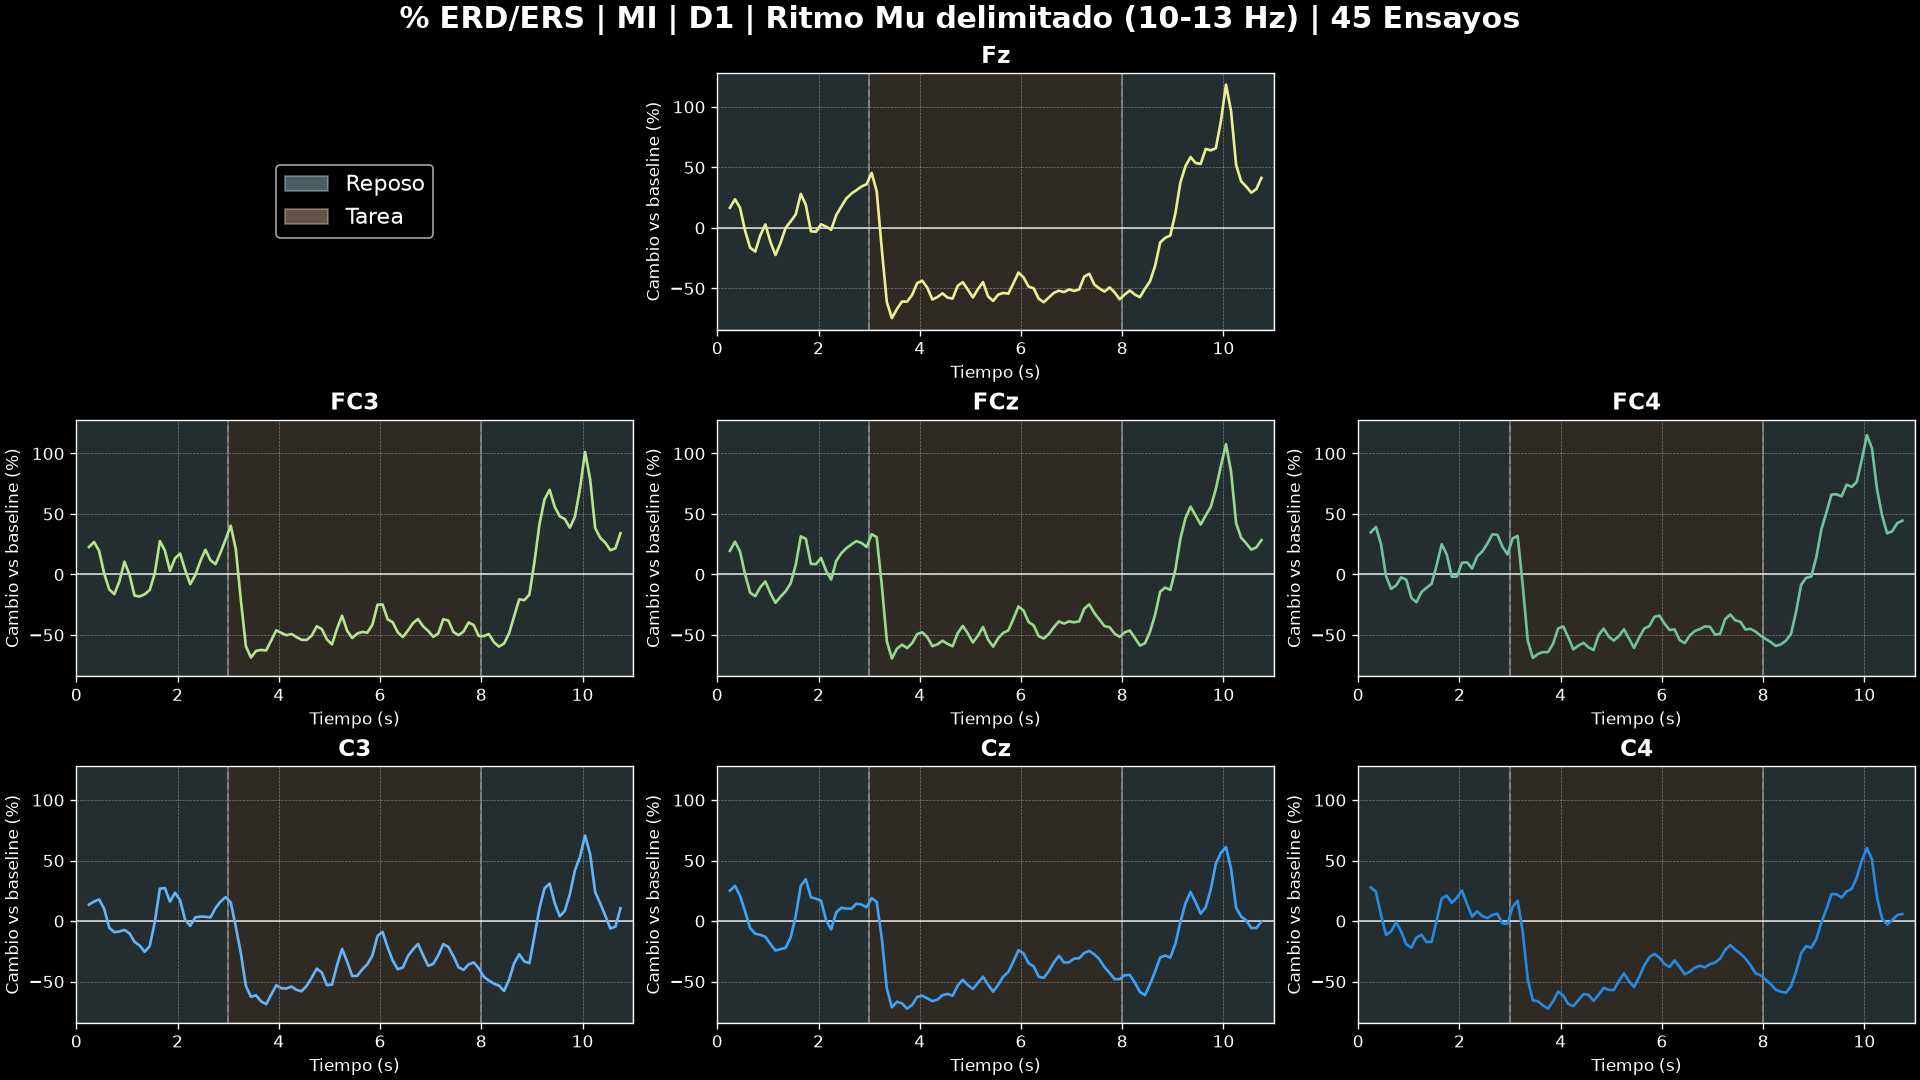 % ERD/ERS | MI | D1 | Ritmo Mu delimitado (10-13 Hz) | 45 Ensayos
Reposo
Tarea
Fz
Cambio vs baseline (%)
100
50
0
−50
0 2 4 6 8 10
Tiempo (s)
FC3
Cambio vs baseline (%)
100
50
0
−50
0 2 4 6 8 10
Tiempo (s)
FCz
Cambio vs baseline (%)
100
50
0
−50
0 2 4 6 8 10
Tiempo (s)
FC4
Cambio vs baseline (%)
100
50
0
−50
0 2 4 6 8 10
Tiempo (s)
C3
Cambio vs baseline (%)
100
50
0
−50
0 2 4 6 8 10
Tiempo (s)
Cz
Cambio vs baseline (%)
100
50
0
−50
0 2 4 6 8 10
Tiempo (s)
C4
Cambio vs baseline (%)
100
50
0
−50
0 2 4 6 8 10
Tiempo (s)